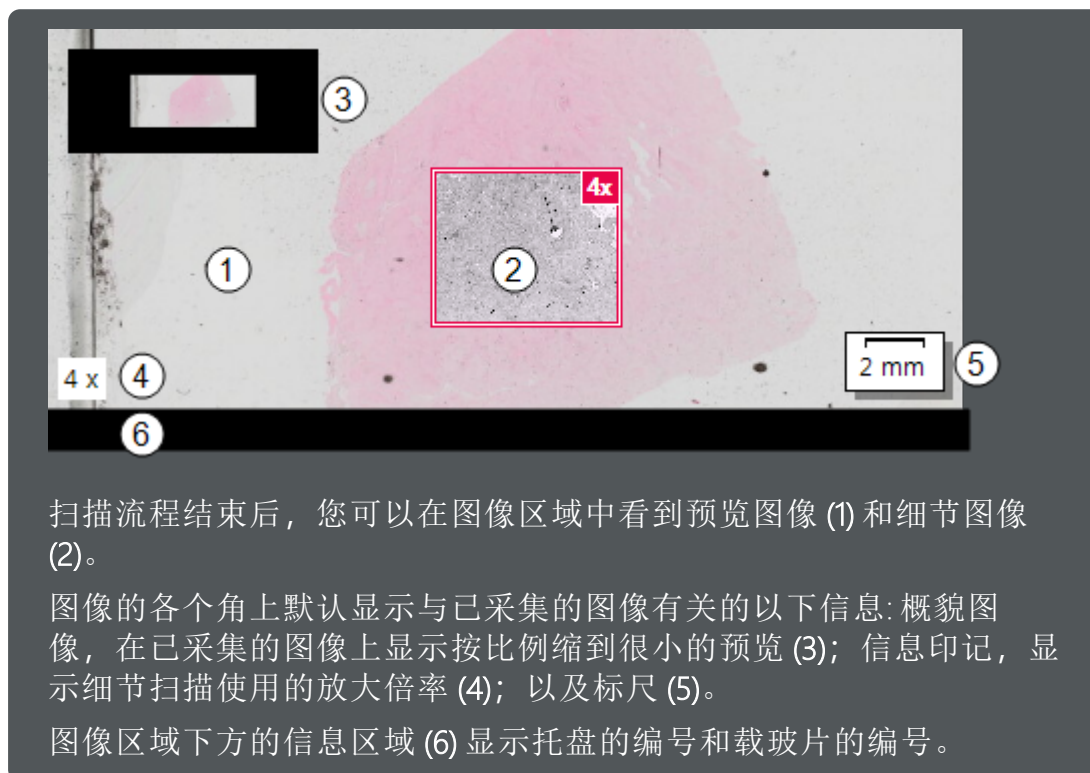 ③
4x
①
②
4 x
④
2 mm
⑤
⑥
扫描流程结束后，您可以在图像区域中看到预览图像 (1) 和细节图像
(2)。
图像的各个角上默认显示与已采集的图像有关的以下信息: 概貌图
像，在已采集的图像上显示按比例缩到很小的预览 (3)；信息印记，显
示细节扫描使用的放大倍率 (4)；以及标尺 (5)。
图像区域下方的信息区域 (6) 显示托盘的编号和载玻片的编号。